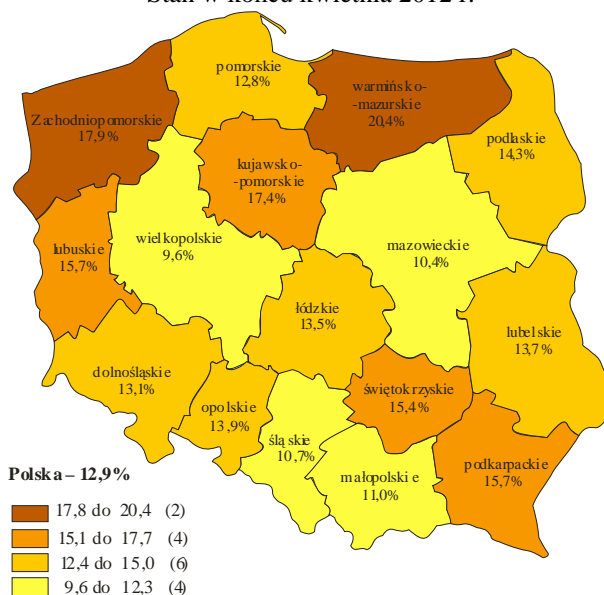 Stan w końcu kwietnia 2012 r.
pomorskie
12,8%
warmińsko-
-mazurskie
20,4%
Zachodniopomorskie
17,9%
podlaskie
14,3%
kujawsko-
-pomorskie
17,4%
wielkopolskie
9,6%
mazowieckie
10,4%
lubuskie
15,7%
łódzkie
13,5%
lubelskie
13,7%
dolnośląskie
13,1%
opolskie
13,9%
świętokrzyskie
15,4%
śląskie
10,7%
małopolskie
11,0%
podkarpackie
15,7%
Polska – 12,9%
17,8 do 20,4 (2)
15,1 do 17,7 (4)
12,4 do 15,0 (6)
9,6 do 12,3 (4)